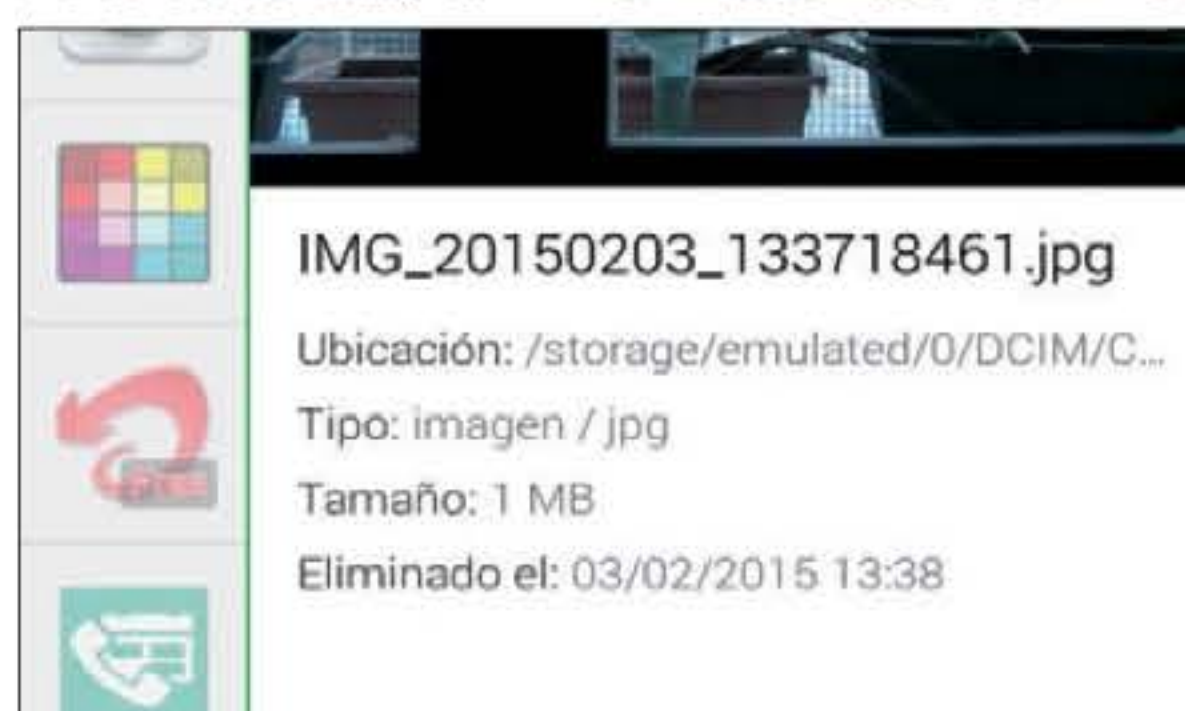 IMG_20150203_133718461.jpg
Ubicación: /storage/emulated/0/DCIM/C...
Tipo: imagen / jpg
Tamaño: 1 MB
Eliminado el: 03/02/2015 13:38